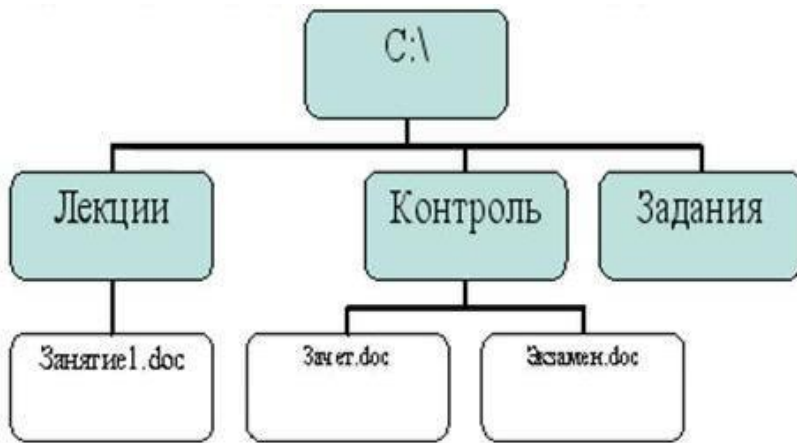 C:\
Лекции
Контроль
Задания
Занятие1.doc
Зачет.doc
Экзамен.doc